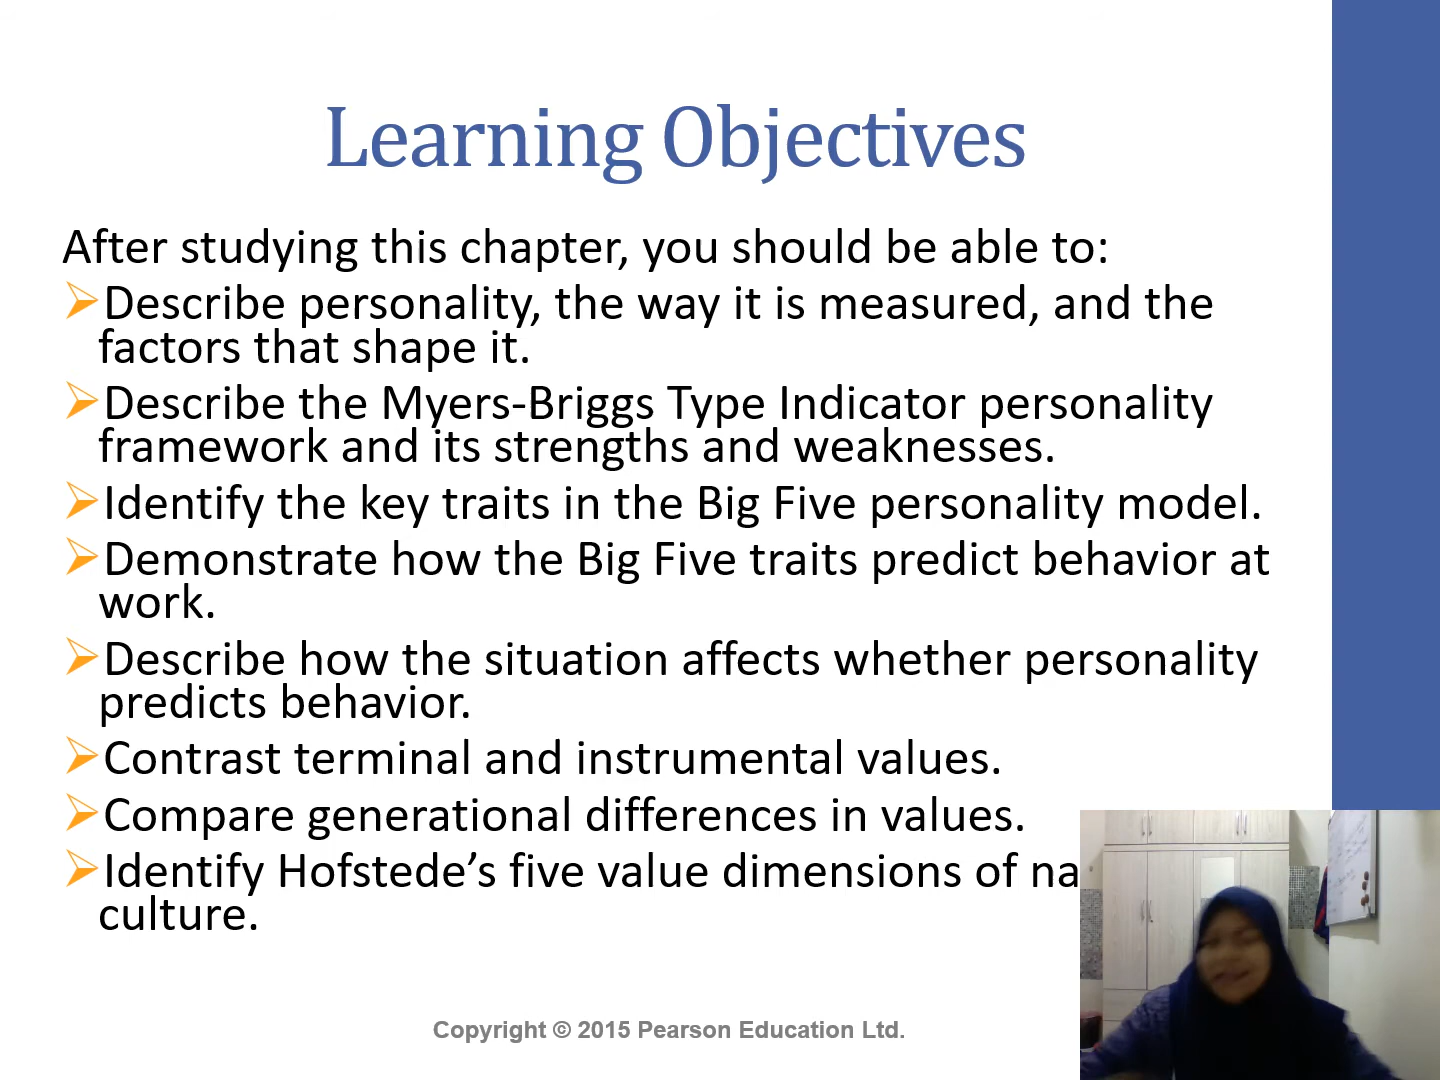 Learning Objectives
After studying this chapter, you should be able to:
Describe personality, the way it is measured, and the
factors that shape it.
Describe the Myers-Briggs Type Indicator personality
framework and its strengths and weaknesses.
Identify the key traits in the Big Five personality model.
Demonstrate how the Big Five traits predict behavior at
work.
Describe how the situation affects whether personality
predicts behavior.
Contrast terminal and instrumental values.
Compare generational differences in values.
Identify Hofstede’s five value dimensions of na
culture.
Copyright © 2015 Pearson Education Ltd.